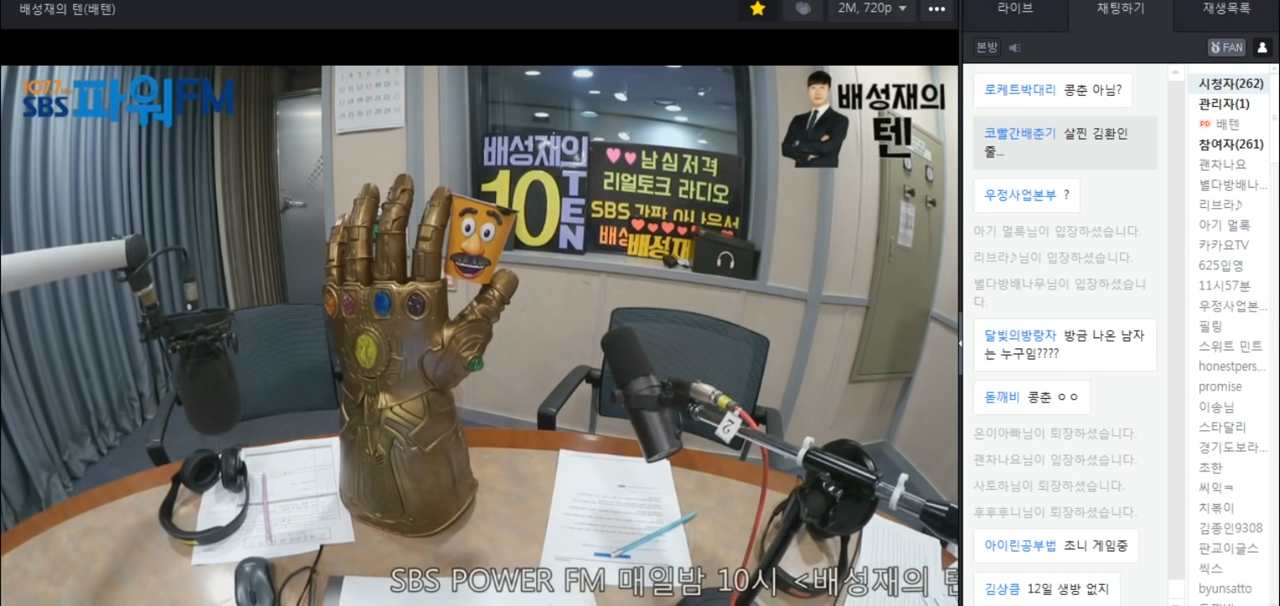 배성재의 텐(배텐)
2M, 720p
라이브
채팅하기
재생목록
본방
FAN
107.7
SBS 파워FM
배성재의
텐
배성재의
10
TEN
남심저격
리얼토크 라디오
SBS 간판 아나운서
배성
배성재
2
SBS POWER FM 매일밤 10시 <배성재의 텐
로케트박대리 콩춘 아님?
코빨간배춘기 살찐 김환인
줄...
우정사업본부 ?
아기 멀록님이 입장하셨습니다.
리브라♪님이 입장하셨습니다.
별다방배나무님이 입장하셨습니
다.
달빛의방랑자 방금 나온 남자
는 누구임????
돋깨비 콩춘 ㅇㅇ
온이아빠님이 퇴장하셨습니다.
괜차나요님이 입장하셨습니다.
사토하님이 퇴장하셨습니다.
후후후니님이 퇴장하셨습니다.
아이린공부법 초니 게임중
김상큼 12일 생방 없지
시청자(262)
관리자(1)
PD 배텐
참여자(261)
괜차나요
별다방배나...
리브라♪
아기 멀록
카카요TV
625입영
11시57분
우정사업본...
필링
스위트 민트
honestpers...
promise
이송님
스타달리
경기도보라...
초한
씨익ㅋ
치볶이
김종인9308
판교이글스
씩스
byunsatto